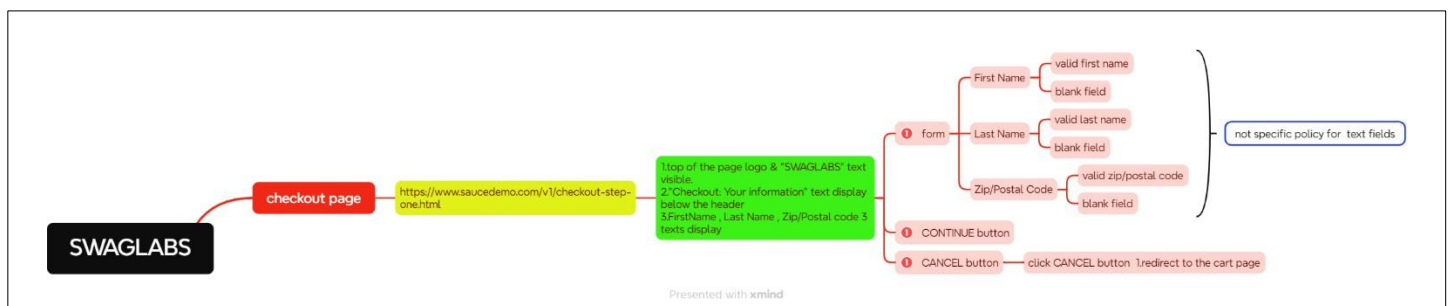 SWAGLABS
checkout page
https://www.saucedemo.com/v1/checkout-step-
one.html
1.top of the page logo & "SWAGLABS" text
visible.
2."Checkout: Your information" text display
below the header
3.FirstName , Last Name , Zip/Postal code 3
texts display
form
First Name
valid first name
blank field
Last Name
valid last name
blank field
Zip/Postal Code
valid zip/postal code
blank field
not specific policy for text fields
CONTINUE button
CANCEL button
click CANCEL button 1.redirect to the cart page
Presented with xmind